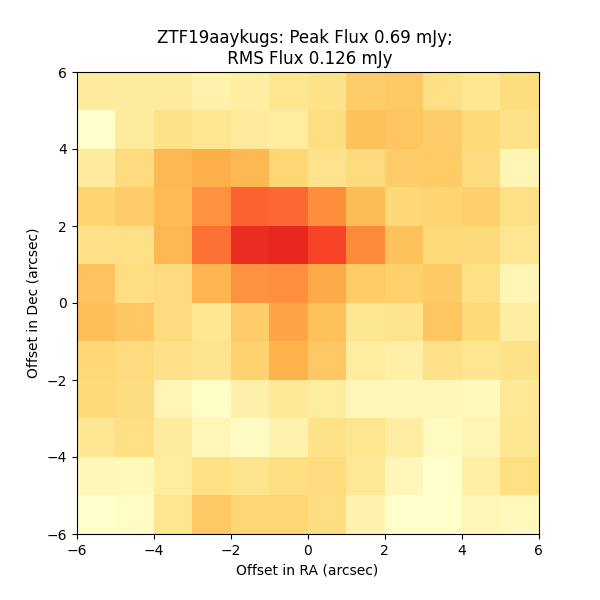 ZTF19aaykugs: Peak Flux 0.69 mJy;
RMS Flux 0.126 mJy
6
4
2
0
−2
−4
−6
Offset in Dec (arcsec)
−6 −4 −2 0 2 4 6
Offset in RA (arcsec)